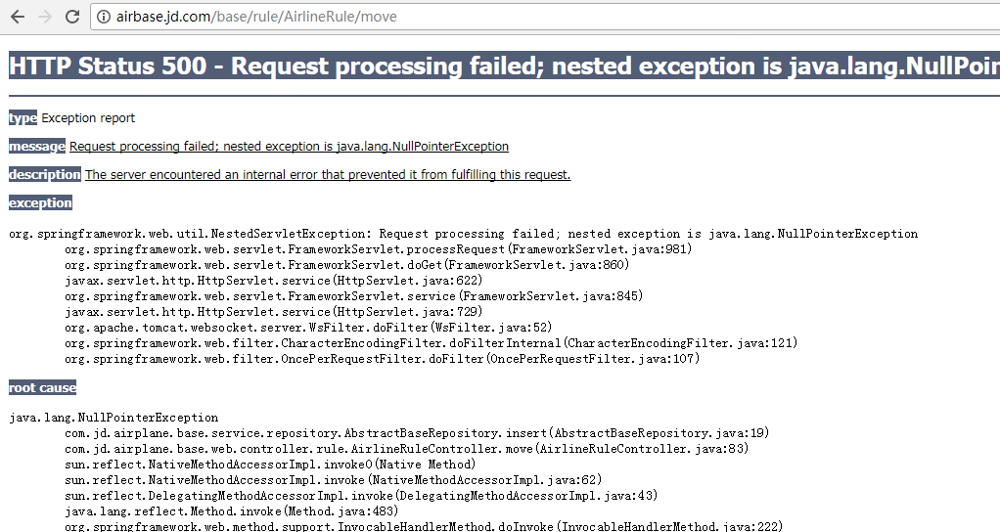 airbase.jd.com/base/rule/AirlineRule/move
HTTP Status 500 - Request processing failed; nested exception is java.lang.NullPoin
type Exception report
message Request processing failed; nested exception is java.lang.NullPointerException
description The server encountered an internal error that prevented it from fulfilling this request.
exception
org.springframework.web.util.NestedServletException: Request processing failed; nested exception is java.lang.NullPointerException
org.springframework.web.servlet.FrameworkServlet.processRequest(FrameworkServlet.java:981)
org.springframework.web.servlet.FrameworkServlet.doGet(FrameworkServlet.java:860)
javax.servlet.http.HttpServlet.service(HttpServlet.java:622)
org.springframework.web.servlet.FrameworkServlet.service(FrameworkServlet.java:845)
javax.servlet.http.HttpServlet.service(HttpServlet.java:729)
org.apache.tomcat.websocket.server.WsFilter.doFilter(WsFilter.java:52)
org.springframework.web.filter.CharacterEncodingFilter.doFilterInternal(CharacterEncodingFilter.java:121)
org.springframework.web.filter.OncePerRequestFilter.doFilter(OncePerRequestFilter.java:107)
root cause
java.lang.NullPointerException
com.jd.airplane.base.service.repository.AbstractBaseRepository.insert(AbstractBaseRepository.java:19)
com.jd.airplane.base.web.controller.rule.AirlineRuleController.move(AirlineRuleController.java:83)
sun.reflect.NativeMethodAccessorImpl.invoke0(Native Method)
sun.reflect.NativeMethodAccessorImpl.invoke(NativeMethodAccessorImpl.java:62)
sun.reflect.DelegatingMethodAccessorImpl.invoke(DelegatingMethodAccessorImpl.java:43)
java.lang.reflect.Method.invoke(Method.java:483)
org.springframework.web.method.support.InvocableHandlerMethod.doInvoke(InvocableHandlerMethod.java:222)